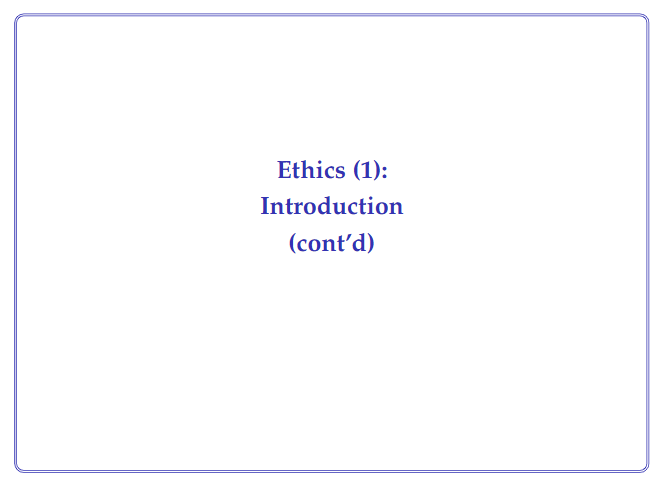 Ethics (1):
Introduction
(cont’d)